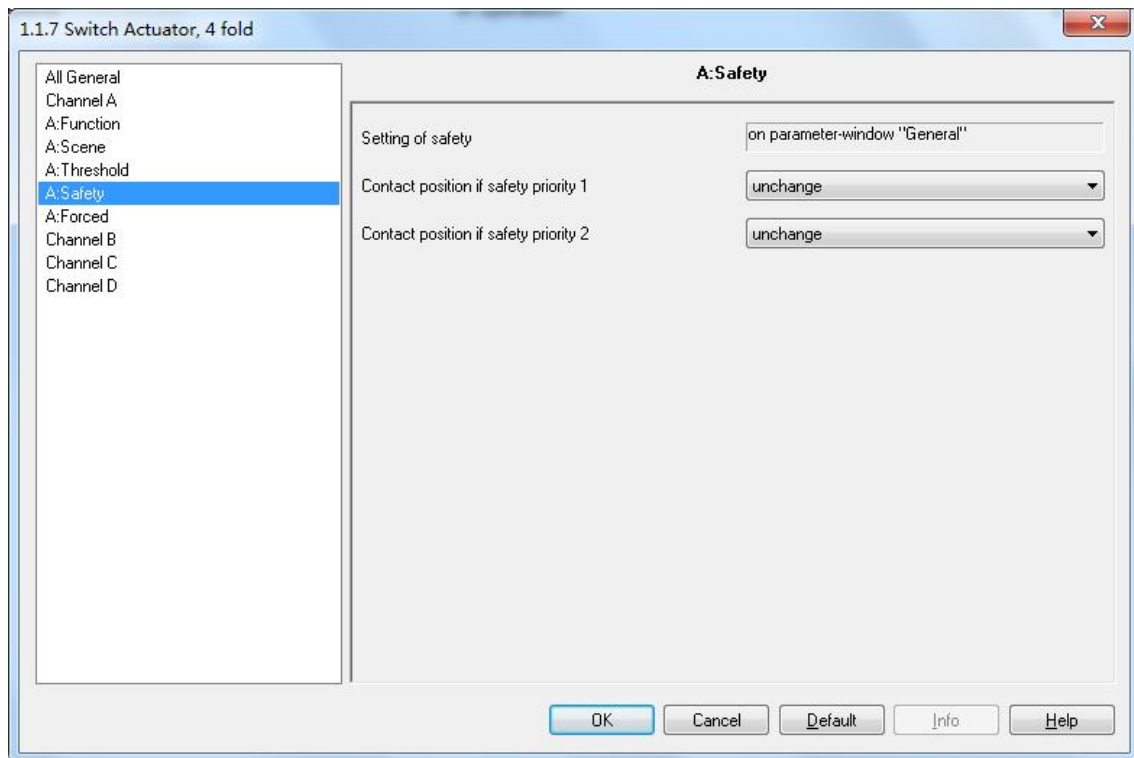 1.1.7 Switch Actuator, 4 fold
All General
Channel A
A:Function
A:Scene
A:Threshold
A:Safety
A:Forced
Channel B
Channel C
Channel D
A:Safety
Setting of safety
on parameter-window "General"
Contact position if safety priority 1
unchange
Contact position if safety priority 2
unchange
OK
Cancel
Default
Info
Help